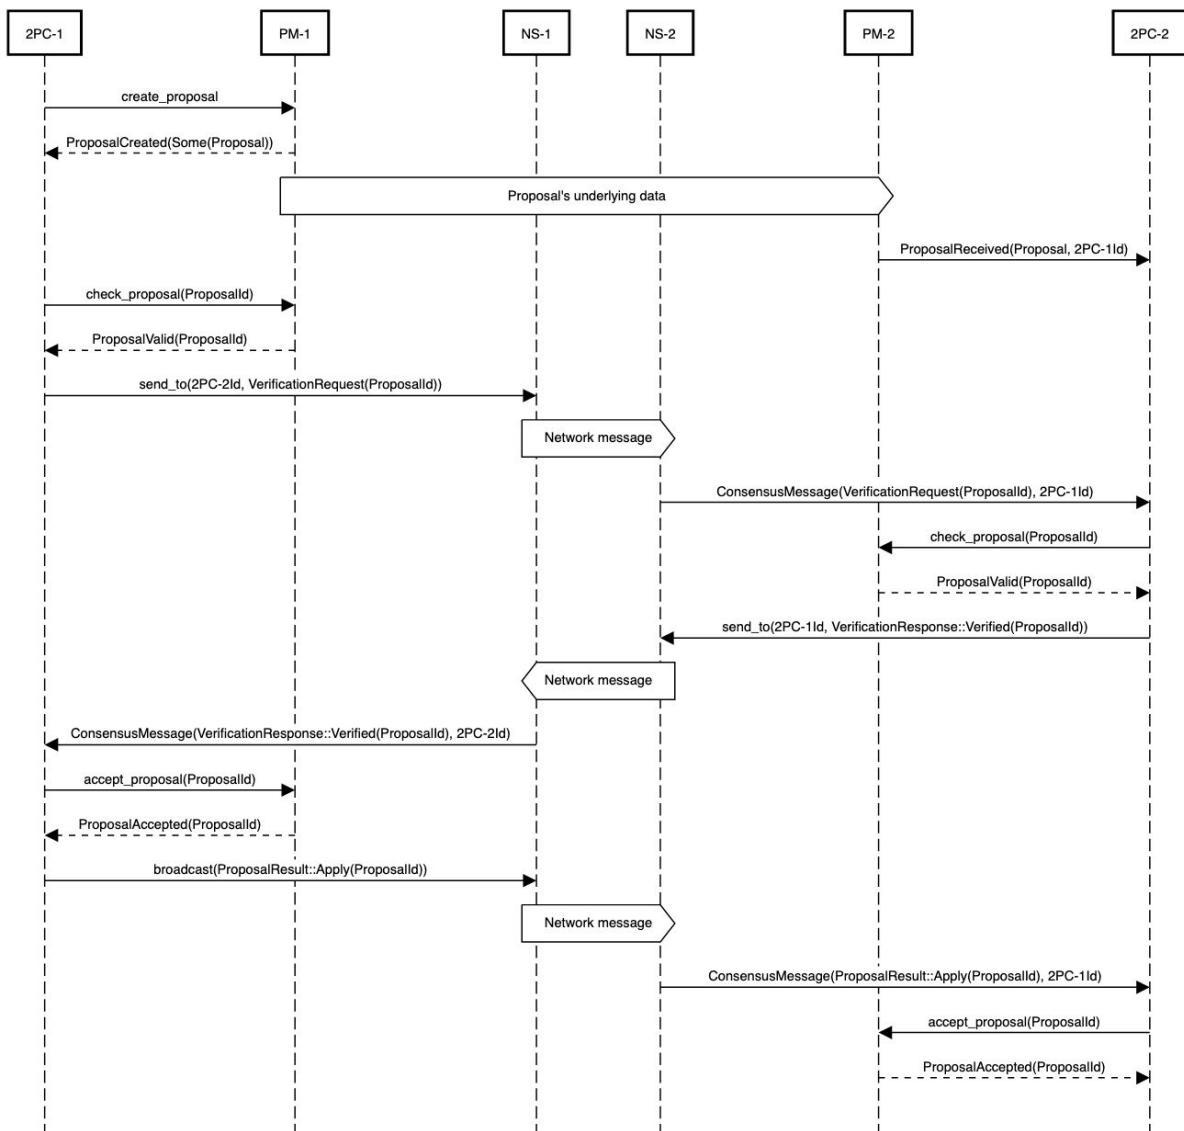 2PC-1
PM-1
NS-1
NS-2
PM-2
2PC-2
create_proposal
ProposalCreated(Some(Proposal))
Proposal's underlying data
ProposalReceived(Proposal, 2PC-1Id)
check_proposal(ProposalId)
ProposalValid(ProposalId)
send_to(2PC-2Id, VerificationRequest(ProposalId))
Network message
ConsensusMessage(VerificationRequest(ProposalId), 2PC-1Id)
check_proposal(ProposalId)
ProposalValid(ProposalId)
send_to(2PC-1Id, VerificationResponse::Verified(ProposalId))
Network message
ConsensusMessage(VerificationResponse::Verified(ProposalId), 2PC-2Id)
accept_proposal(ProposalId)
ProposalAccepted(ProposalId)
broadcast(ProposalResult::Apply(ProposalId))
Network message
ConsensusMessage(ProposalResult::Apply(ProposalId), 2PC-1Id)
accept_proposal(ProposalId)
ProposalAccepted(ProposalId)